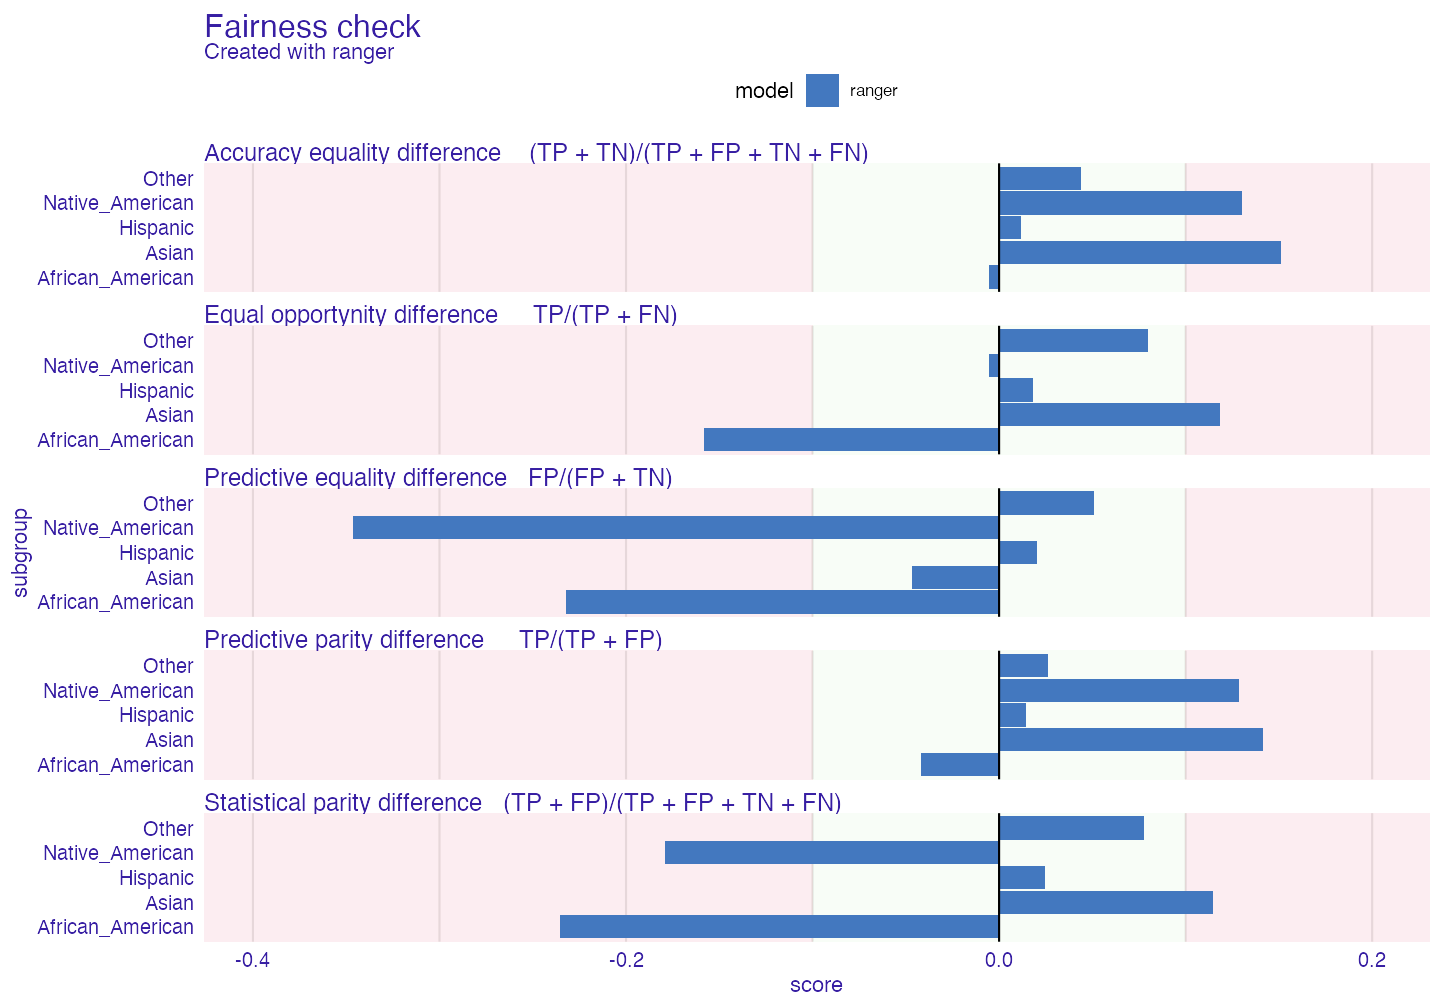 Fairness check
Created with ranger
model ranger
Accuracy equality difference (TP + TN)/(TP + FP + TN + FN)
Other
Native_American
Hispanic
Asian
African_American
Equal opportynity difference TP/(TP + FN)
Other
Native_American
Hispanic
Asian
African_American
Predictive equality difference FP/(FP + TN)
Other
Native_American
Hispanic
Asian
African_American
Predictive parity difference TP/(TP + FP)
Other
Native_American
Hispanic
Asian
African_American
Statistical parity difference (TP + FP)/(TP + FP + TN + FN)
Other
Native_American
Hispanic
Asian
African_American
subgroup
-0.4 -0.2 0.0 0.2
score